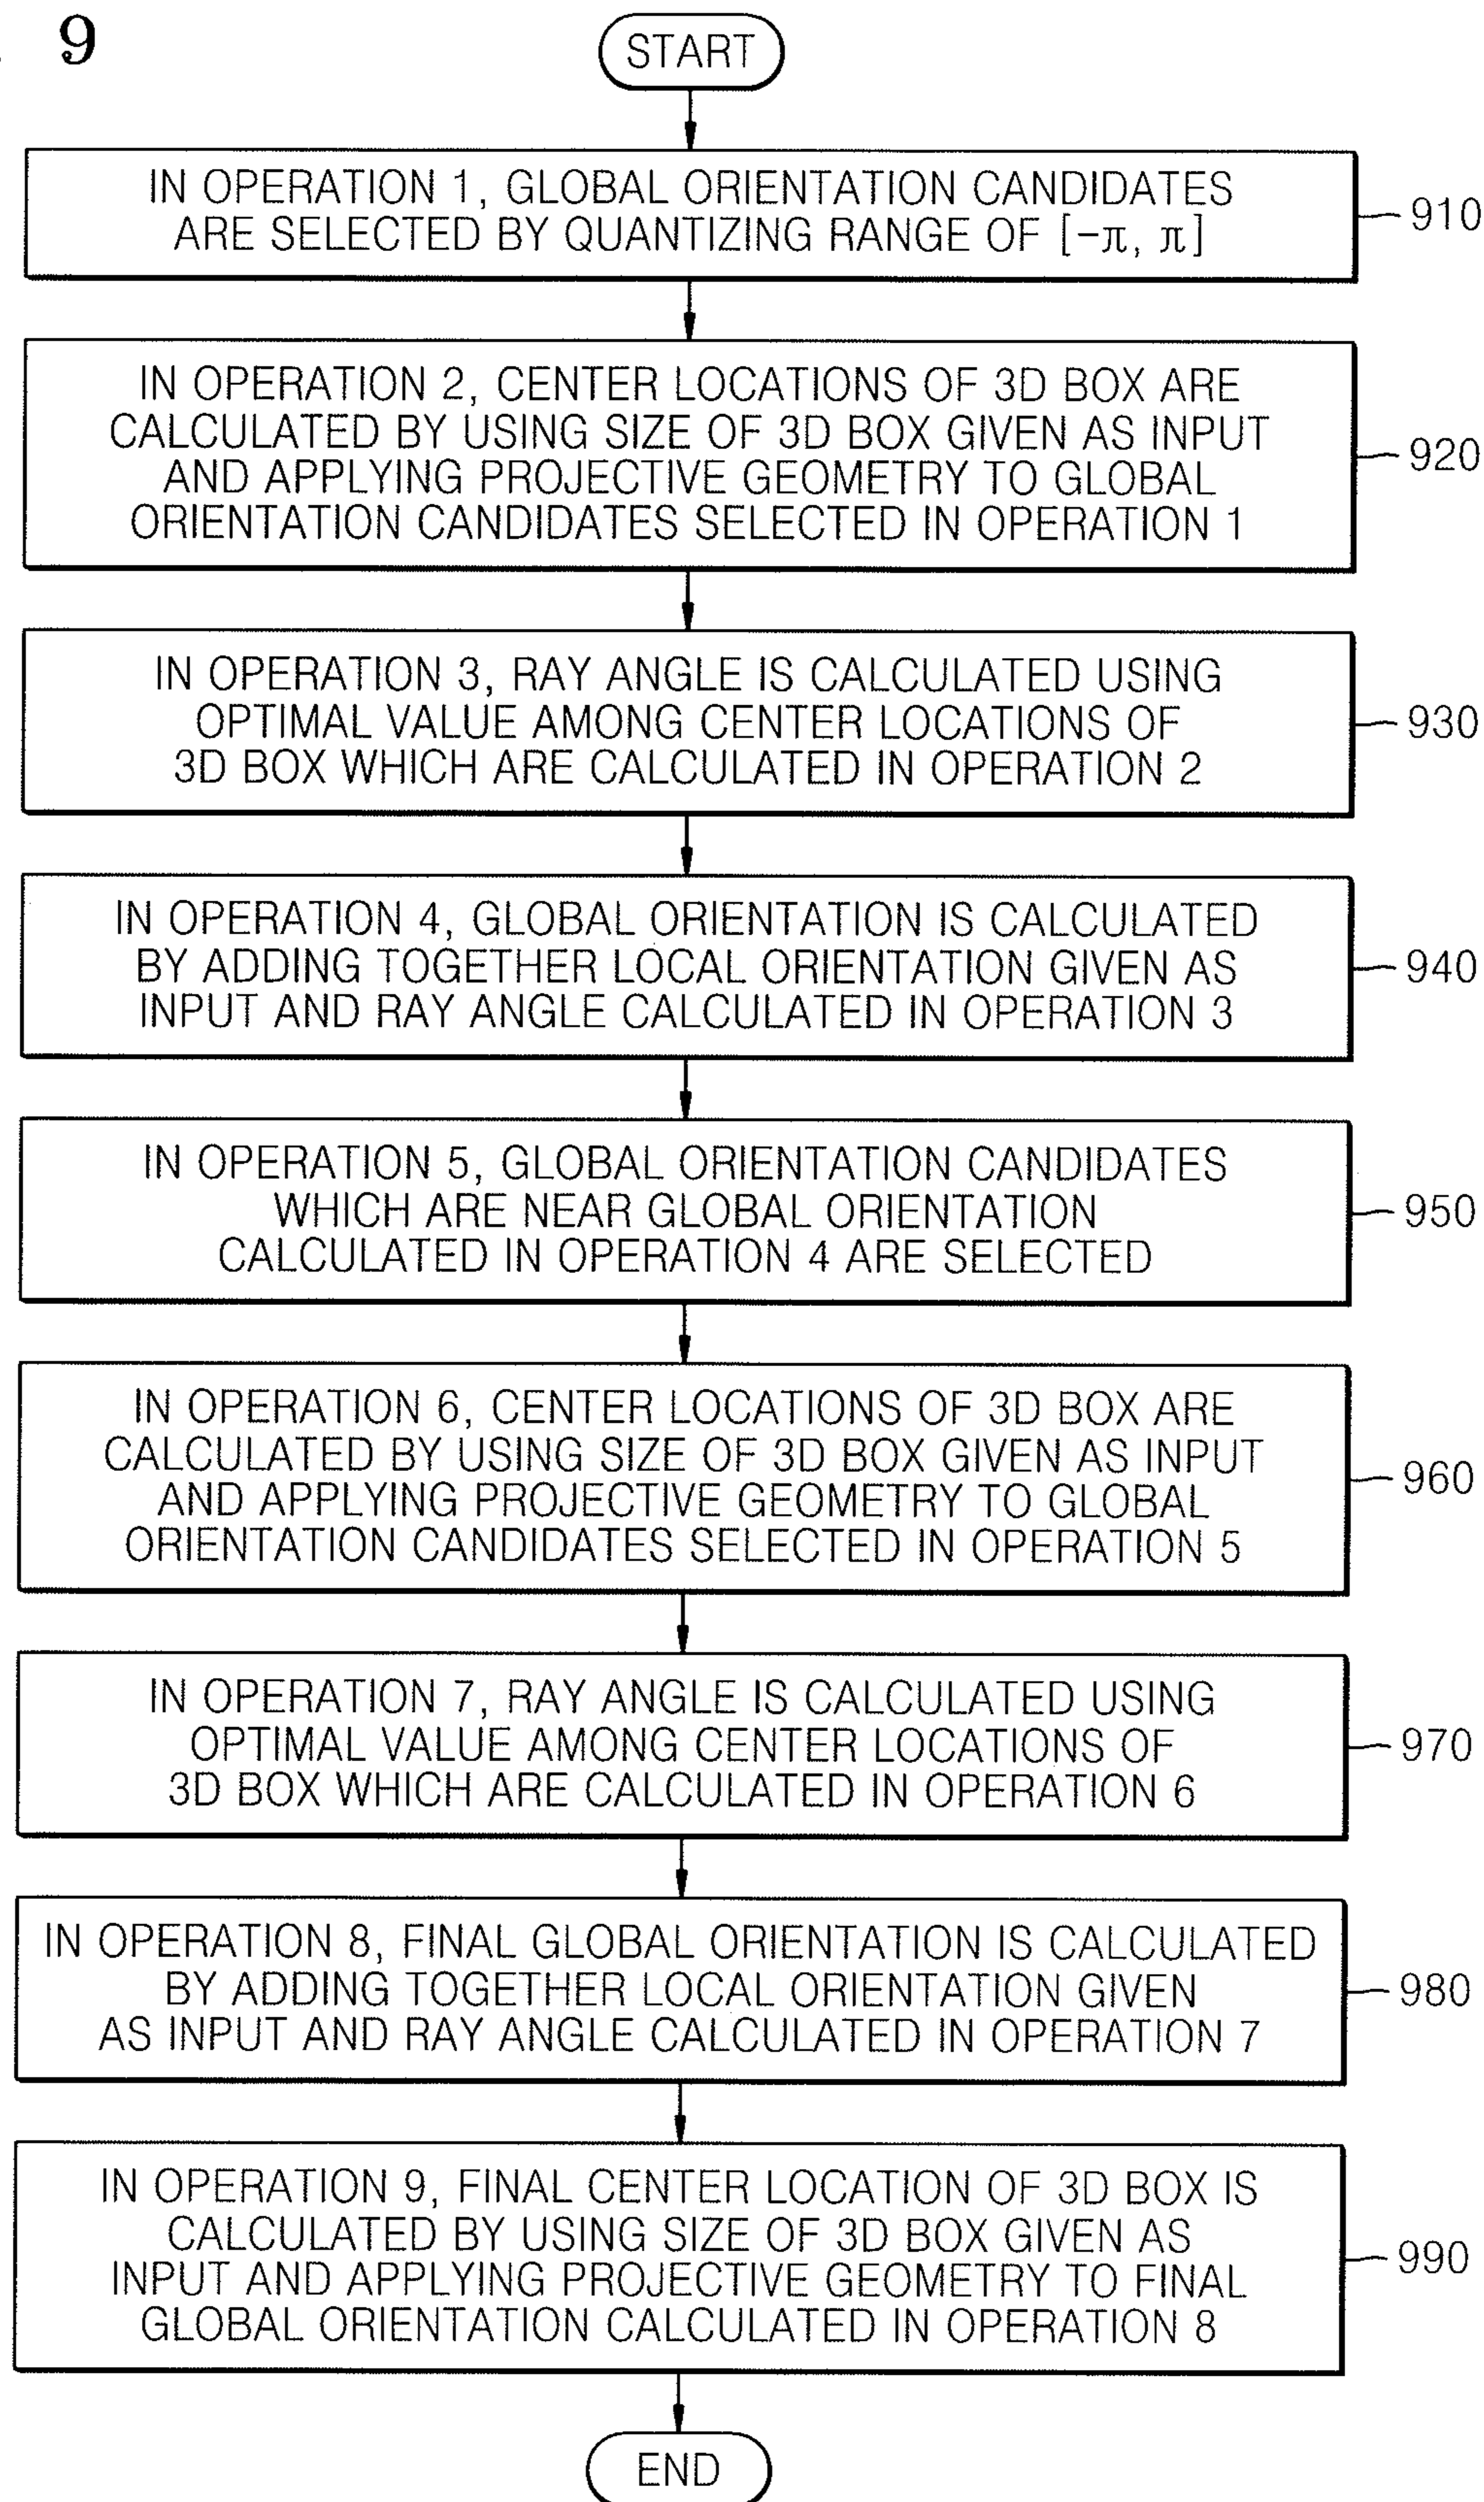 9
START
IN OPERATION 1, GLOBAL ORIENTATION CANDIDATES
ARE SELECTED BY QUANTIZING RANGE OF [-π, π]
910
IN OPERATION 2, CENTER LOCATIONS OF 3D BOX ARE
CALCULATED BY USING SIZE OF 3D BOX GIVEN AS INPUT
AND APPLYING PROJECTIVE GEOMETRY TO GLOBAL
ORIENTATION CANDIDATES SELECTED IN OPERATION 1
920
IN OPERATION 3, RAY ANGLE IS CALCULATED USING
OPTIMAL VALUE AMONG CENTER LOCATIONS OF
3D BOX WHICH ARE CALCULATED IN OPERATION 2
930
IN OPERATION 4, GLOBAL ORIENTATION IS CALCULATED
BY ADDING TOGETHER LOCAL ORIENTATION GIVEN AS
INPUT AND RAY ANGLE CALCULATED IN OPERATION 3
940
IN OPERATION 5, GLOBAL ORIENTATION CANDIDATES
WHICH ARE NEAR GLOBAL ORIENTATION
CALCULATED IN OPERATION 4 ARE SELECTED
950
IN OPERATION 6, CENTER LOCATIONS OF 3D BOX ARE
CALCULATED BY USING SIZE OF 3D BOX GIVEN AS INPUT
AND APPLYING PROJECTIVE GEOMETRY TO GLOBAL
ORIENTATION CANDIDATES SELECTED IN OPERATION 5
960
IN OPERATION 7, RAY ANGLE IS CALCULATED USING
OPTIMAL VALUE AMONG CENTER LOCATIONS OF
3D BOX WHICH ARE CALCULATED IN OPERATION 6
970
IN OPERATION 8, FINAL GLOBAL ORIENTATION IS CALCULATED
BY ADDING TOGETHER LOCAL ORIENTATION GIVEN
AS INPUT AND RAY ANGLE CALCULATED IN OPERATION 7
980
IN OPERATION 9, FINAL CENTER LOCATION OF 3D BOX IS
CALCULATED BY USING SIZE OF 3D BOX GIVEN AS
INPUT AND APPLYING PROJECTIVE GEOMETRY TO FINAL
GLOBAL ORIENTATION CALCULATED IN OPERATION 8
990
END